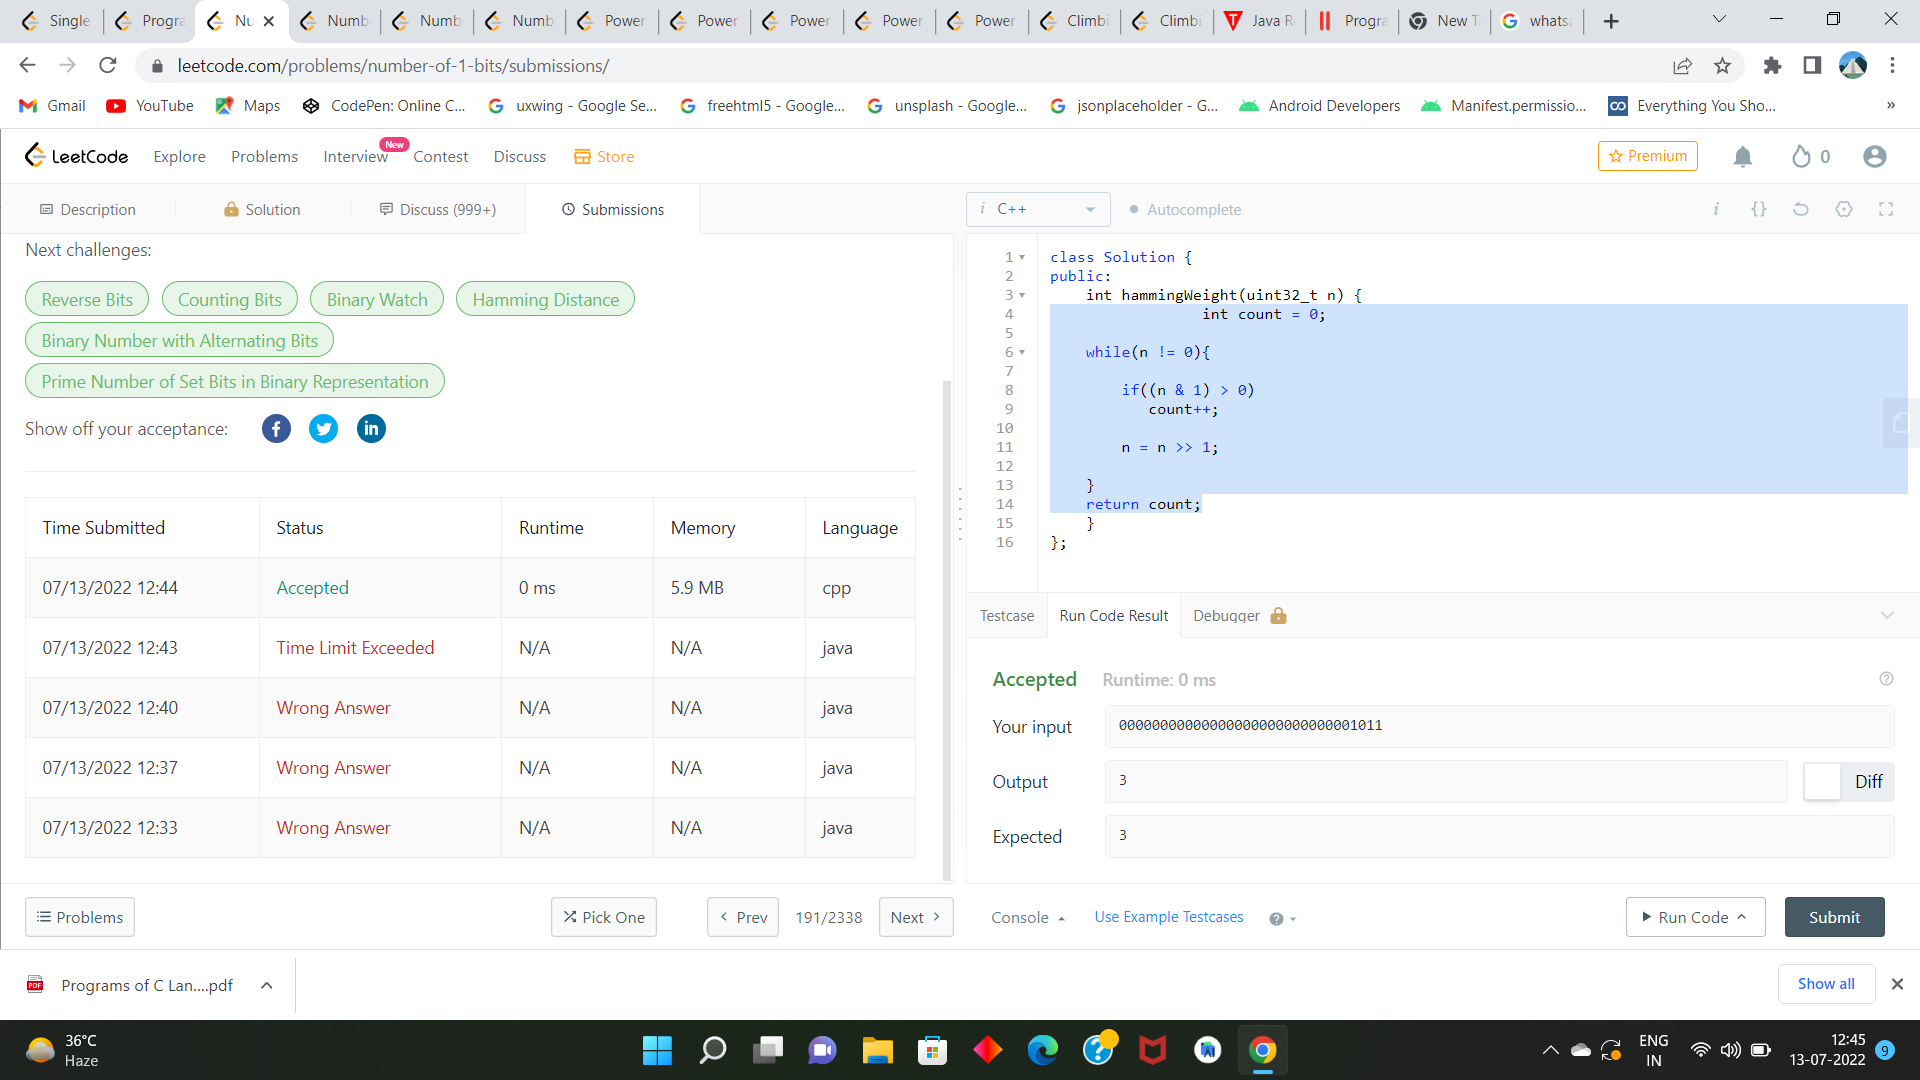 Single
Progra
Nu
Numb
Numb
Numb
Power
Power
Power
Power
Power
Climbi
Climbi
Java R
Progra
New T
whats
leetcode.com/problems/number-of-1-bits/submissions/
Gmail
YouTube
Maps
CodePen: Online C...
uxwing - Google Se...
freehtml5 - Google...
unsplash - Google...
jsonplaceholder - G...
Android Developers
Manifest.permissio...
Everything You Sho...
»
LeetCode
Explore
Problems
Interview
New
Contest
Discuss
Store
Premium
0
Description
Solution
Discuss (999+)
Submissions
Next challenges:
Reverse Bits
Counting Bits
Binary Watch
Hamming Distance
Binary Number with Alternating Bits
Prime Number of Set Bits in Binary Representation
Show off your acceptance:
Time Submitted Status Runtime Memory Language
07/13/2022 12:44 Accepted 0 ms 5.9 MB cpp
07/13/2022 12:43 Time Limit Exceeded N/A N/A java
07/13/2022 12:40 Wrong Answer N/A N/A java
07/13/2022 12:37 Wrong Answer N/A N/A java
07/13/2022 12:33 Wrong Answer N/A N/A java
Problems
Pick One
Prev
191/2338
Next
i C++
Autocomplete
i {}
1 class Solution {
2 public:
3 int hammingWeight(uint32_t n) {
4 int count = 0;
5
6 while(n != 0){
7
8 if((n & 1) > 0)
9 count++;
10
11 n = n >> 1;
12
13 }
14 return count;
15 }
16 };
Testcase
Run Code Result
Debugger
Accepted Runtime: 0 ms
Your input 00000000000000000000000000001011
Output 3
Diff
Expected 3
Console
Use Example Testcases
Run Code
Submit
Programs of C Lan....pdf
Show all
36°C
Haze
ENG
IN
12:45
13-07-2022
9